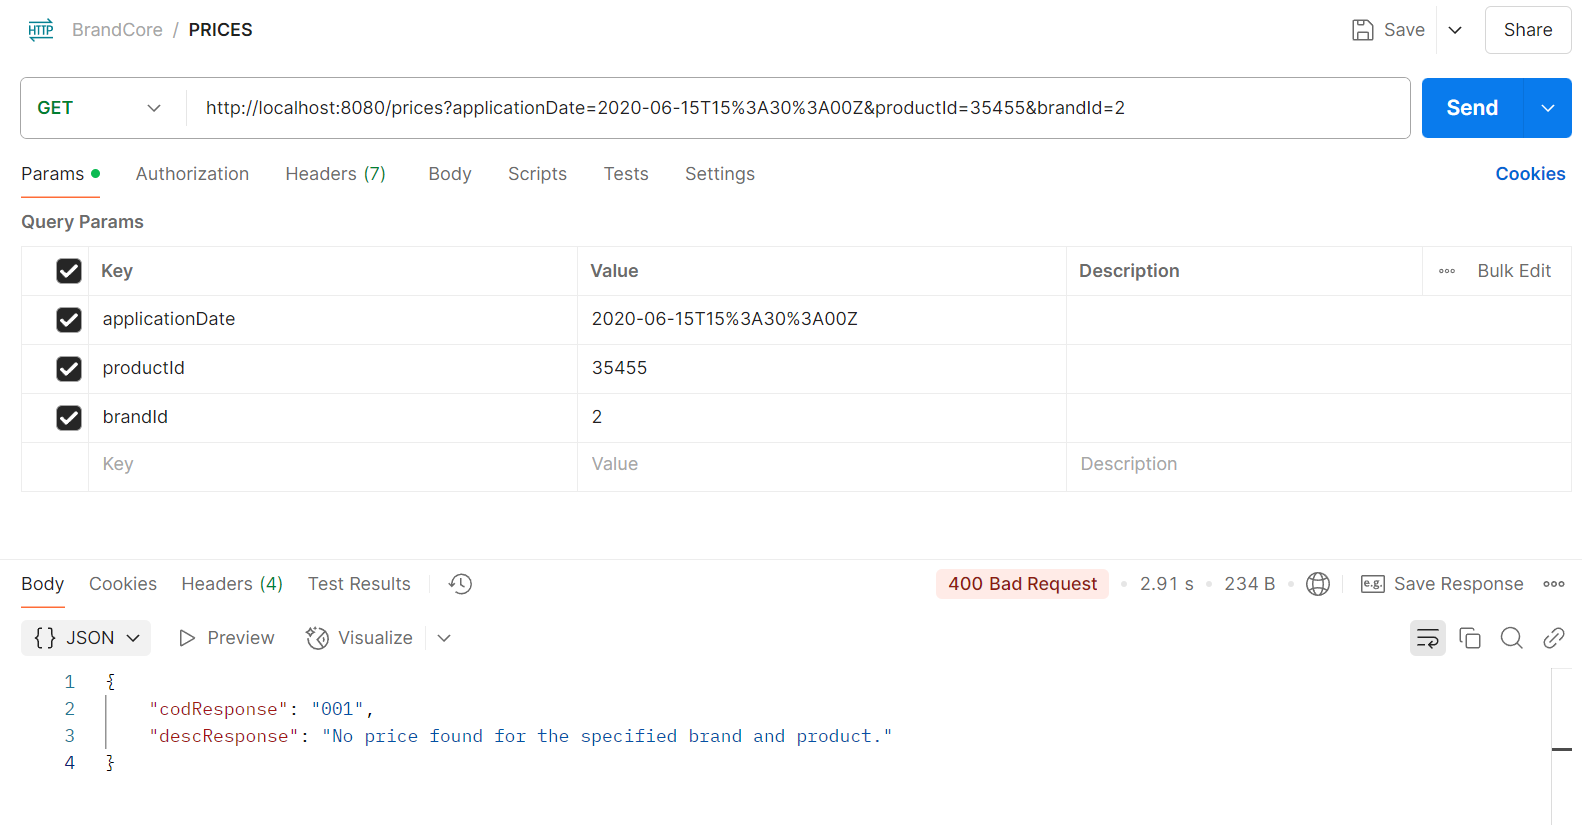 HTTP BrandCore / PRICES Save Share
GET http://localhost:8080/prices?applicationDate=2020-06-15T15%3A30%3A00Z&productId=35455&brandId=2 Send
Params Authorization Headers (7) Body Scripts Tests Settings Cookies
Query Params
Key Value Description Bulk Edit
applicationDate 2020-06-15T15%3A30%3A00Z
productId 35455
brandId 2
Key Value Description
Body Cookies Headers (4) Test Results 400 Bad Request 2.91 s 234 B e.g. Save Response
{} JSON Preview Visualize
1 {
2 "codResponse": "001",
3 "descResponse": "No price found for the specified brand and product."
4 }